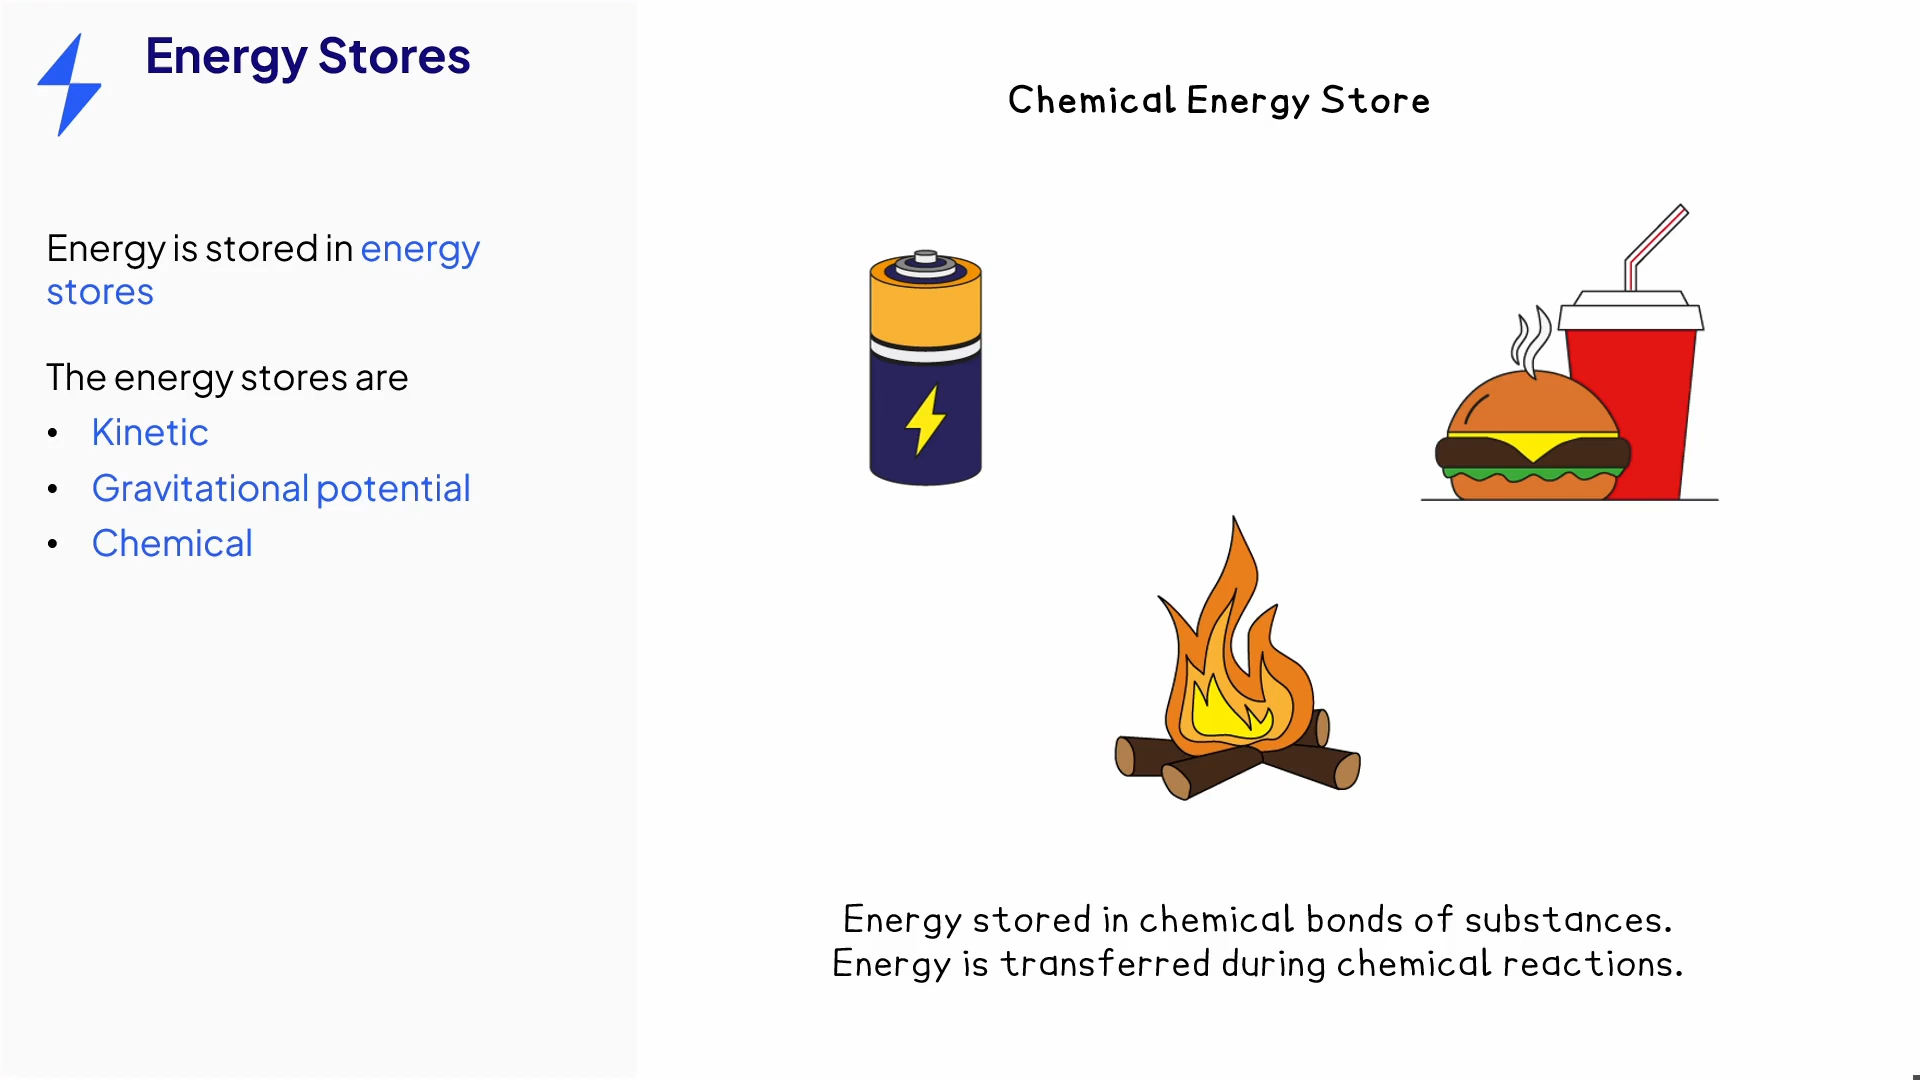 Energy Stores
Energy is stored in energy
stores
The energy stores are
• Kinetic
• Gravitational potential
• Chemical
Chemical Energy Store
Energy stored in chemical bonds of substances.
Energy is transferred during chemical reactions.